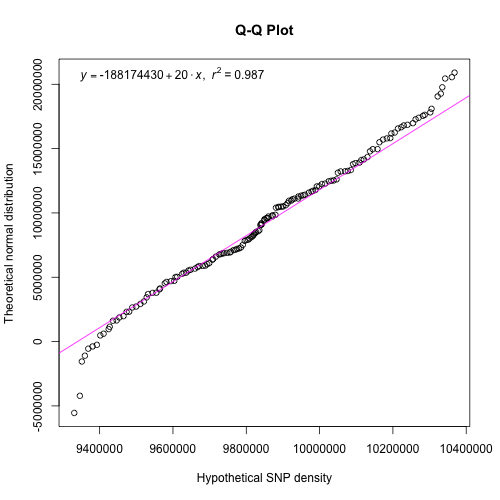 Q-Q Plot
y = -188174430 + 20 · x, r² = 0.987
Theoretical normal distribution
20000000
15000000
10000000
5000000
0
-5000000
9400000 9600000 9800000 10000000 10200000 10400000
Hypothetical SNP density